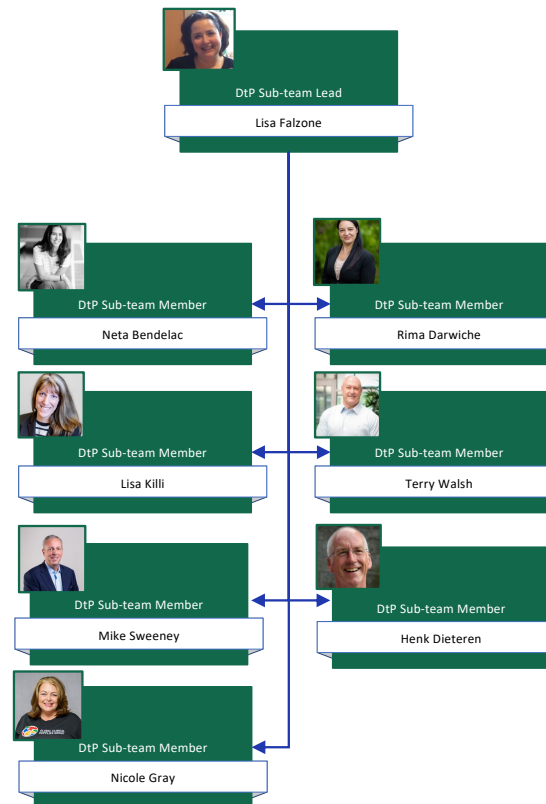 DtP Sub-team Lead
Lisa Falzone
DtP Sub-team Member
Neta Bendelac
DtP Sub-team Member
Rima Darwiche
DtP Sub-team Member
Lisa Killi
DtP Sub-team Member
Terry Walsh
DtP Sub-team Member
Mike Sweeney
DtP Sub-team Member
Henk Dieteren
DtP Sub-team Member
Nicole Gray